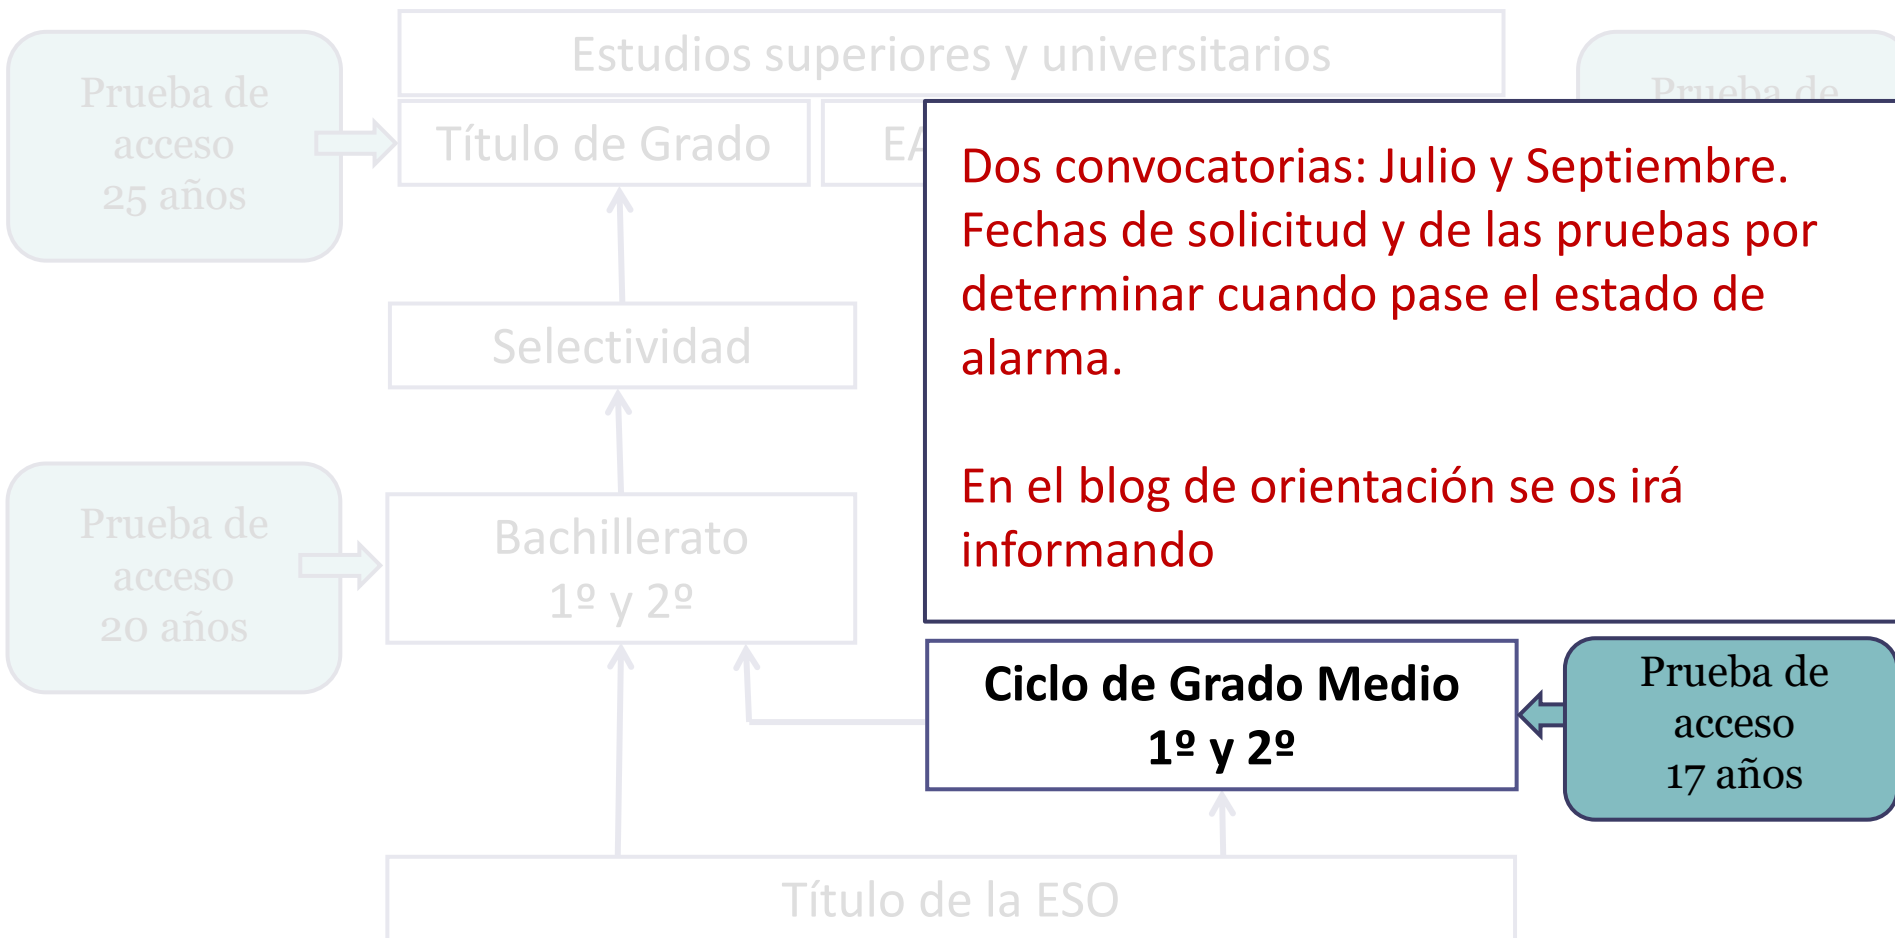 Estudios superiores y universitarios
Prueba de
acceso
25 años
Título de Grado
Prueba de
Dos convocatorias: Julio y Septiembre.
Fechas de solicitud y de las pruebas por
determinar cuando pase el estado de
alarma.
En el blog de orientación se os irá
informando
Selectividad
Prueba de
acceso
20 años
Bachillerato
1º y 2º
Ciclo de Grado Medio
1º y 2º
Prueba de
acceso
17 años
Título de la ESO